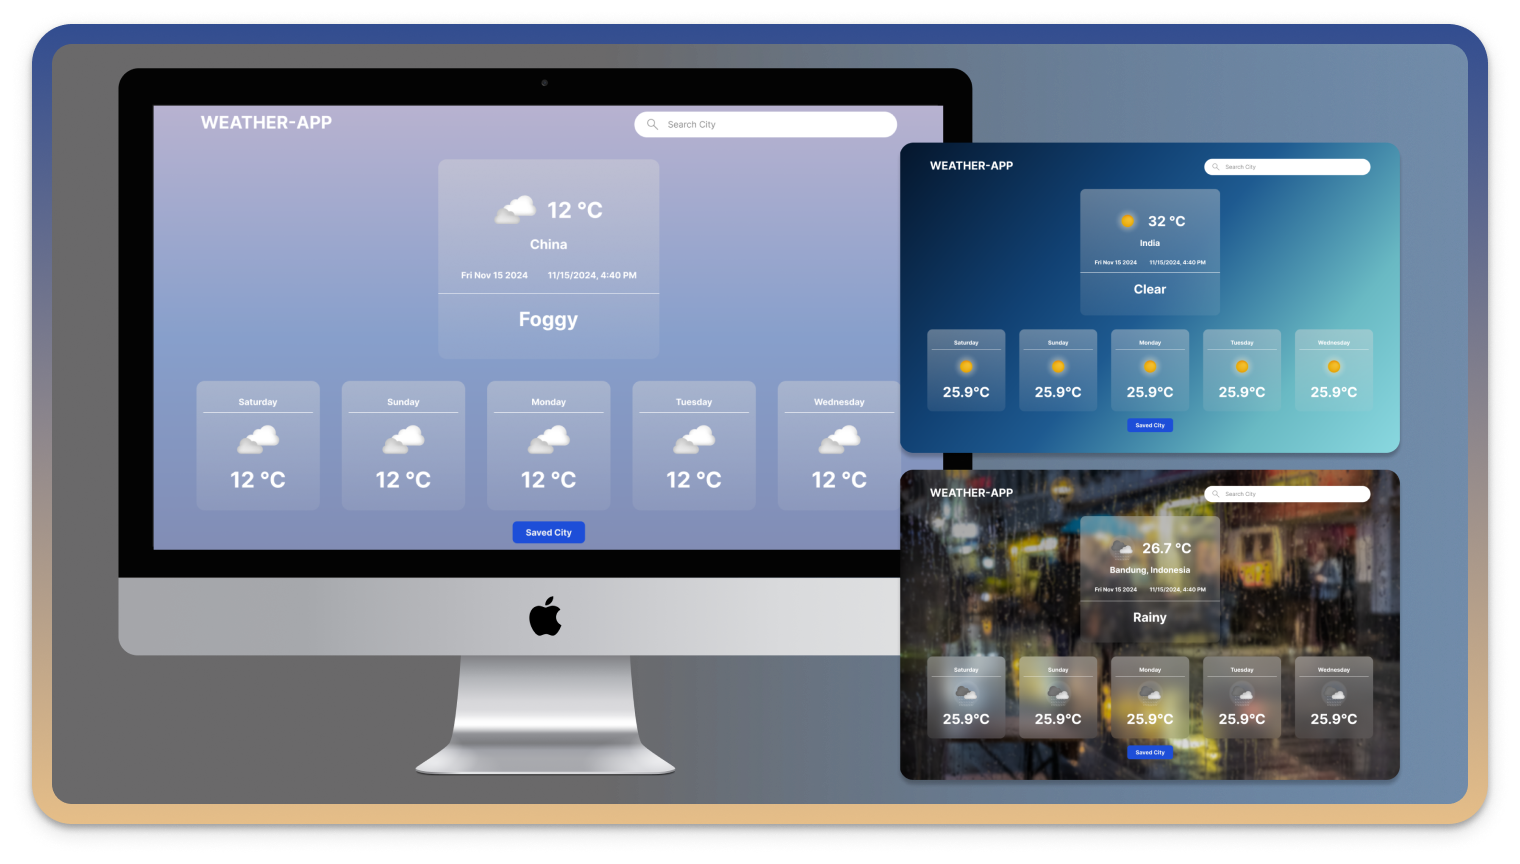 WEATHER-APP
Search City
12 °C
China
Fri Nov 15 2024 11/15/2024, 4:40 PM
Foggy
Saturday Sunday Monday Tuesday Wednesday
12 °C 12 °C 12 °C 12 °C 12 °C
Saved City
WEATHER-APP
Search City
32 °C
India
Fri Nov 15 2024 11/15/2024, 4:40 PM
Clear
Saturday Sunday Monday Tuesday Wednesday
25.9°C 25.9°C 25.9°C 25.9°C 25.9°C
Saved City
WEATHER-APP
Search City
26.7 °C
Bandung, Indonesia
Fri Nov 15 2024 11/15/2024, 4:40 PM
Rainy
Saturday Sunday Monday Tuesday Wednesday
25.9°C 25.9°C 25.9°C 25.9°C 25.9°C
Saved City